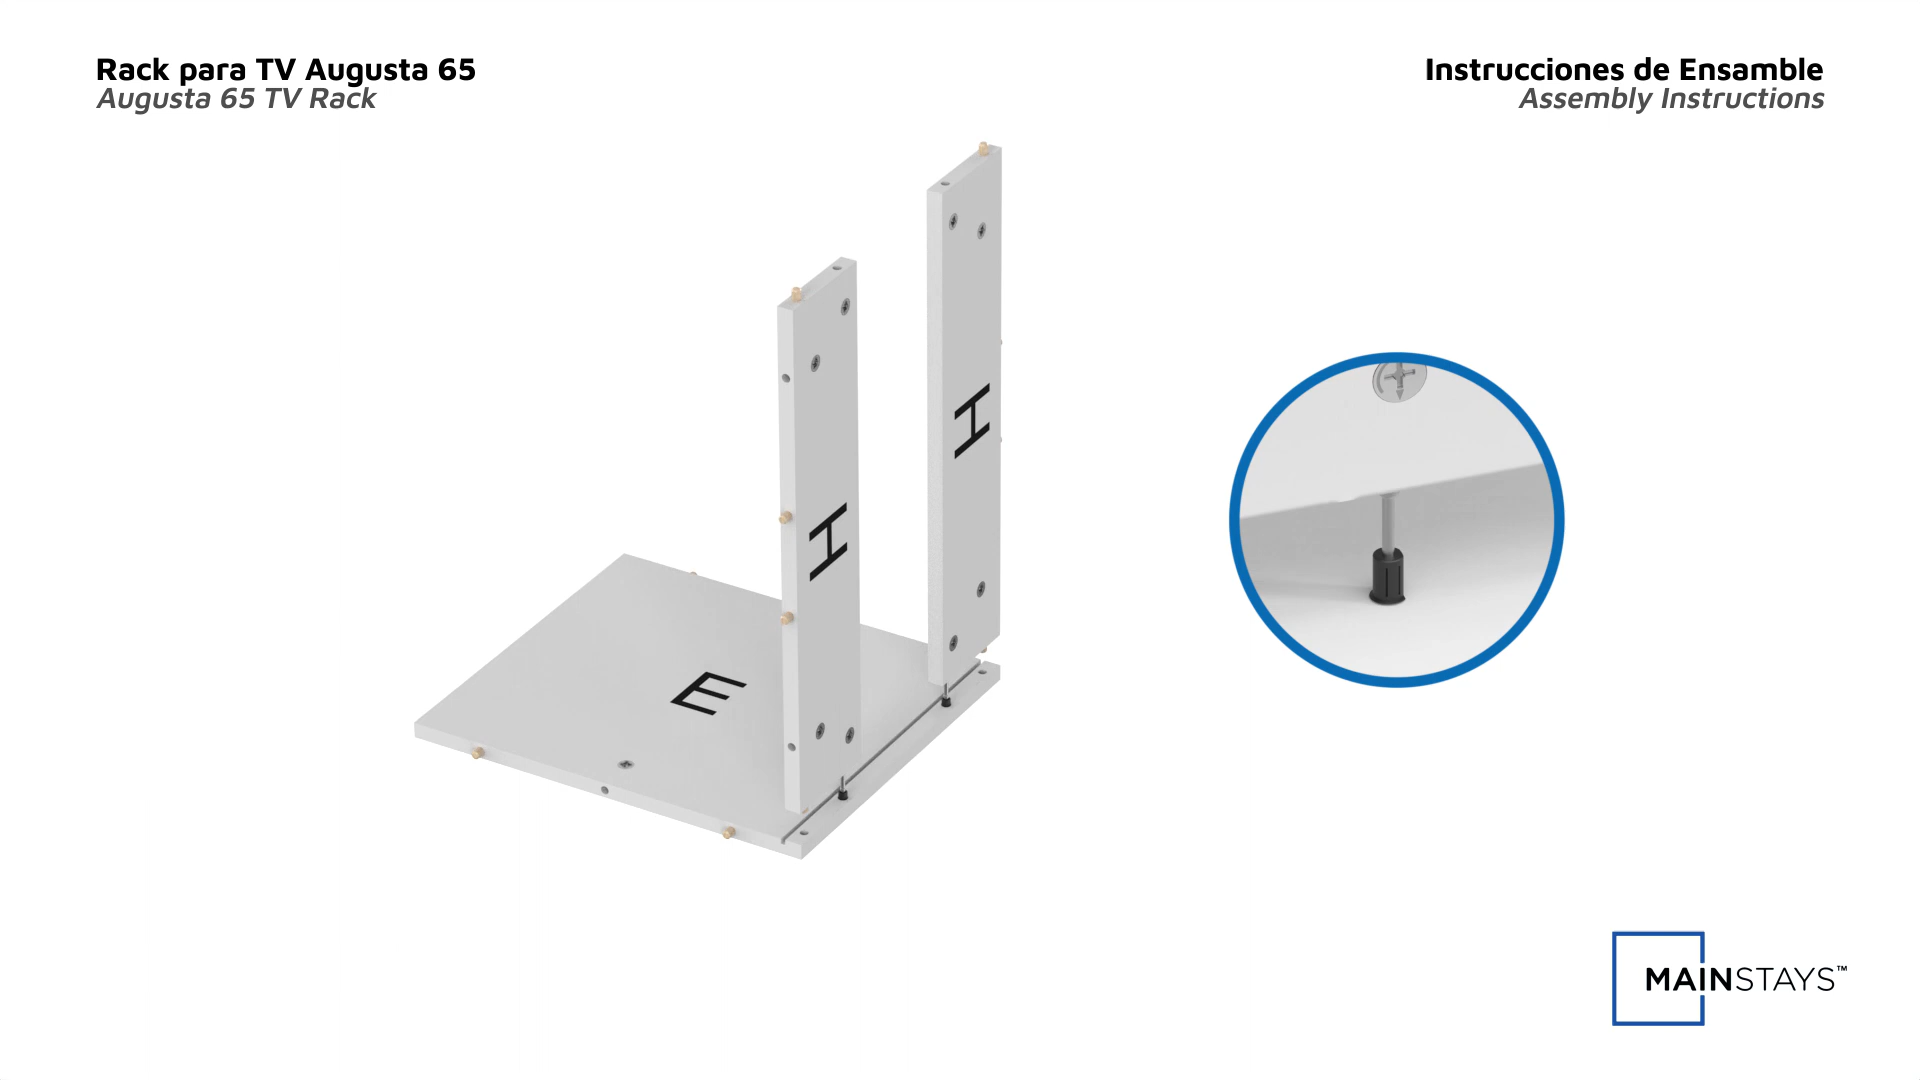 Rack para TV Augusta 65
Augusta 65 TV Rack
Instrucciones de Ensamble
Assembly Instructions
H
H
E
MAINSTAYS™